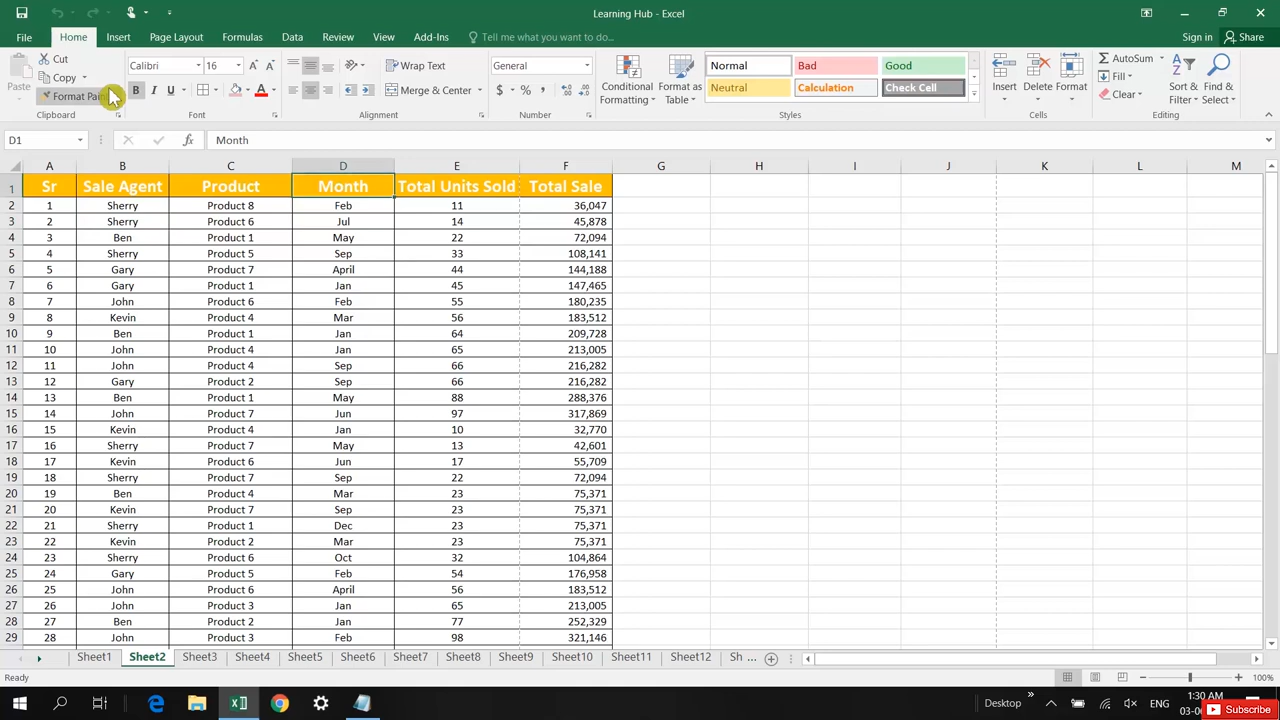 Learning Hub - Excel
File Home Insert Page Layout Formulas Data Review View Add-Ins Tell me what you want to do... Sign in Share
Paste Cut Copy Format Pain
Clipboard
Calibri 16 A A B I U A
Font
Wrap Text Merge & Center
Alignment
General $ % ,
Number
Conditional Formatting Format as Table Normal Bad Good Neutral Calculation Check Cell
Styles
Insert Delete Format
Cells
AutoSum Fill Clear Sort & Filter Find & Select
Editing
D1 fx Month
A B C D E F G H I J K L M
1 Sr Sale Agent Product Month Total Units Sold Total Sale
2 1 Sherry Product 8 Feb 11 36,047
3 2 Sherry Product 6 Jul 14 45,878
4 3 Ben Product 1 May 22 72,094
5 4 Sherry Product 5 Sep 33 108,141
6 5 Gary Product 7 April 44 144,188
7 6 Gary Product 1 Jan 45 147,465
8 7 John Product 6 Feb 55 180,235
9 8 Kevin Product 4 Mar 56 183,512
10 9 Ben Product 1 Jan 64 209,728
11 10 John Product 4 Jan 65 213,005
12 11 John Product 4 Sep 66 216,282
13 12 Gary Product 2 Sep 66 216,282
14 13 Ben Product 1 May 88 288,376
15 14 John Product 7 Jun 97 317,869
16 15 Kevin Product 4 Jan 10 32,770
17 16 Sherry Product 7 May 13 42,601
18 17 Kevin Product 6 Jun 17 55,709
19 18 Sherry Product 7 Sep 22 72,094
20 19 Ben Product 4 Mar 23 75,371
21 20 Kevin Product 7 Sep 23 75,371
22 21 Sherry Product 1 Dec 23 75,371
23 22 Kevin Product 2 Mar 23 75,371
24 23 Sherry Product 6 Oct 32 104,864
25 24 Gary Product 5 Feb 54 176,958
26 25 John Product 6 April 56 183,512
27 26 John Product 3 Jan 65 213,005
28 27 Ben Product 2 Jan 77 252,329
29 28 John Product 3 Feb 98 321,146
Sheet1 Sheet2 Sheet3 Sheet4 Sheet5 Sheet6 Sheet7 Sheet8 Sheet9 Sheet10 Sheet11 Sheet12 Sh ...
Ready 100%
Desktop ENG 1:30 AM
03-
Subscribe